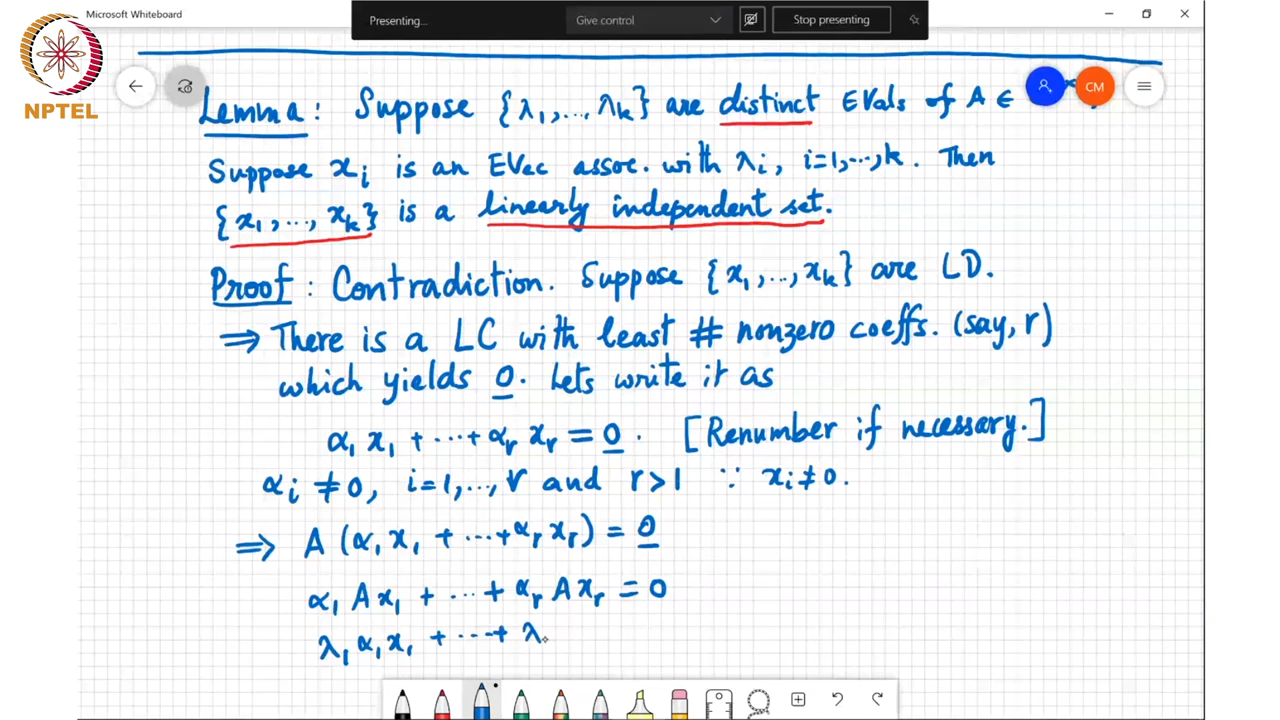 Microsoft Whiteboard
Presenting...
Give control
Stop presenting
NPTEL
CM
Lemma : Suppose {λ₁,..., λₖ} are distinct EVals of A ∈
Suppose xᵢ is an EVec assoc. with λᵢ, i=1,...,k. Then
{x₁,..., xₖ} is a linearly independent set.
Proof : Contradiction. Suppose {x₁,..., xₖ} are LD.
⇒ There is a LC with least # nonzero coeffs. (say, r)
which yields 0. Lets write it as
α₁ x₁ + ... + αᵣ xᵣ = 0. [Renumber if necessary.]
αᵢ ≠ 0, i=1,..., r and r>1 ∵ xᵢ ≠ 0.
⇒ A (α₁ x₁ + ... + αᵣ xᵣ) = 0
α₁ A x₁ + ... + αᵣ A xᵣ = 0
λ₁ α₁ x₁ + ... + λ